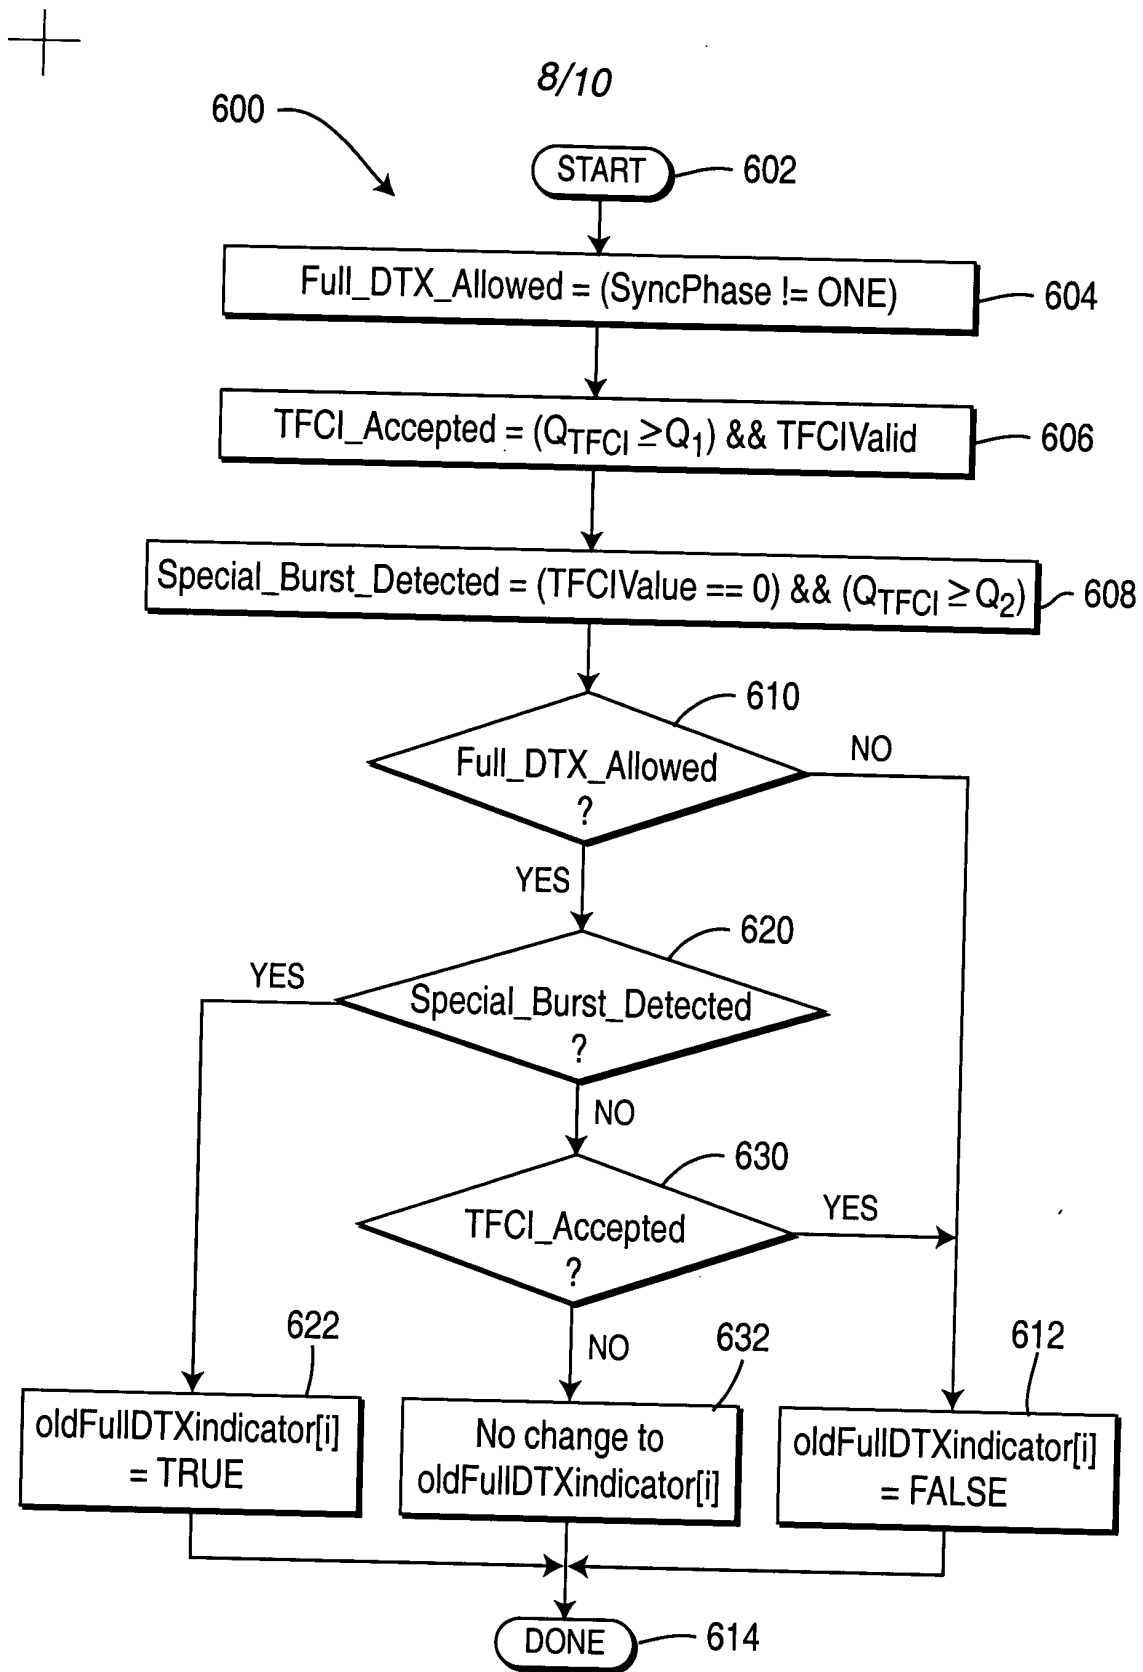 8/10
600
START
602
Full_DTX_Allowed = (SyncPhase != ONE)
604
TFCI_Accepted = (QTFCI ≥Q1) && TFCIValid
606
Special_Burst_Detected = (TFCIValue == 0) && (QTFCI ≥Q2)
608
610
Full_DTX_Allowed
?
NO
YES
620
YES
Special_Burst_Detected
?
NO
630
TFCI_Accepted
?
YES
NO
622
632
612
oldFullDTXindicator[i]
= TRUE
No change to
oldFullDTXindicator[i]
oldFullDTXindicator[i]
= FALSE
DONE
614